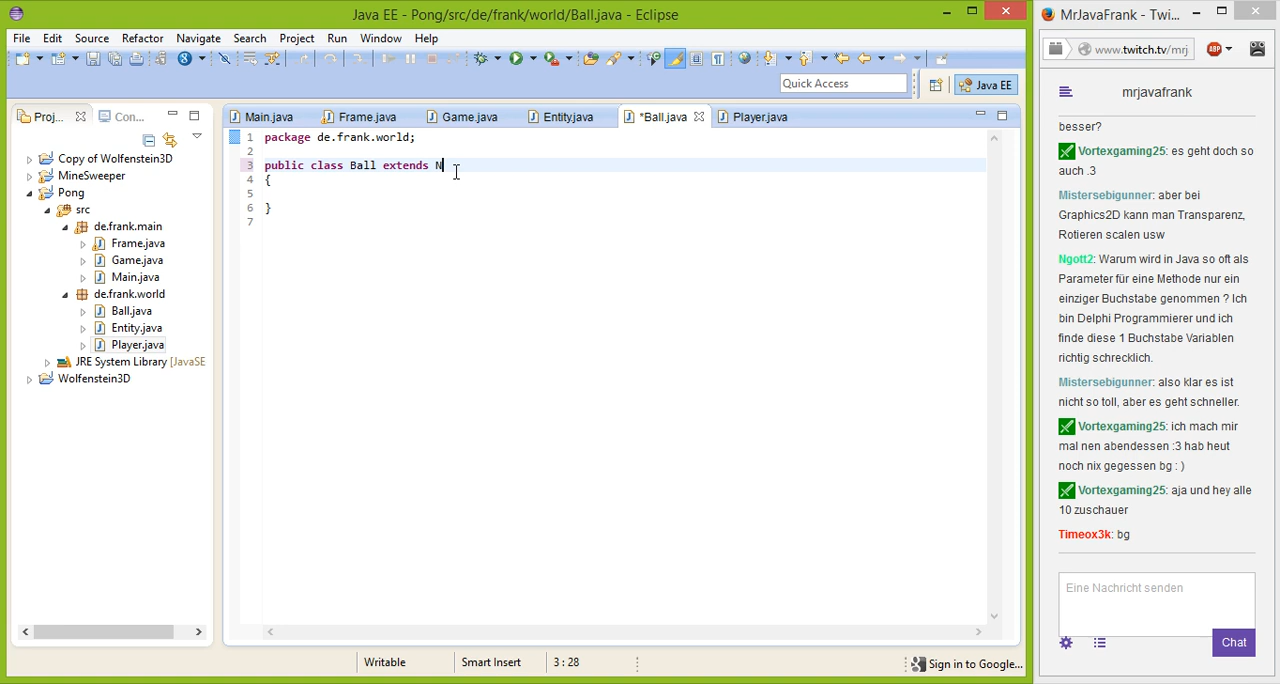 Java EE - Pong/src/de/frank/world/Ball.java - Eclipse
File Edit Source Refactor Navigate Search Project Run Window Help
Quick Access
Java EE
Proj...
Con...
Copy of Wolfenstein3D
MineSweeper
Pong
src
de.frank.main
Frame.java
Game.java
Main.java
de.frank.world
Ball.java
Entity.java
Player.java
JRE System Library [JavaSE
Wolfenstein3D
Main.java Frame.java Game.java Entity.java *Ball.java Player.java
1 package de.frank.world;
2
3 public class Ball extends N
4 {
5
6 }
7
Writable Smart Insert 3 : 28
Sign in to Google...
MrJavaFrank - Twi...
www.twitch.tv/mrj
ABP
mrjavafrank
besser?
Vortexgaming25: es geht doch so
auch .3
Mistersebigunner: aber bei
Graphics2D kann man Transparenz,
Rotieren scalen usw
Ngott2: Warum wird in Java so oft als
Parameter für eine Methode nur ein
einziger Buchstabe genommen ? Ich
bin Delphi Programmierer und ich
finde diese 1 Buchstabe Variablen
richtig schrecklich.
Mistersebigunner: also klar es ist
nicht so toll, aber es geht schneller.
Vortexgaming25: ich mach mir
mal nen abendessen :3 hab heut
noch nix gegessen bg : )
Vortexgaming25: aja und hey alle
10 zuschauer
Timeox3k: bg
Eine Nachricht senden
Chat